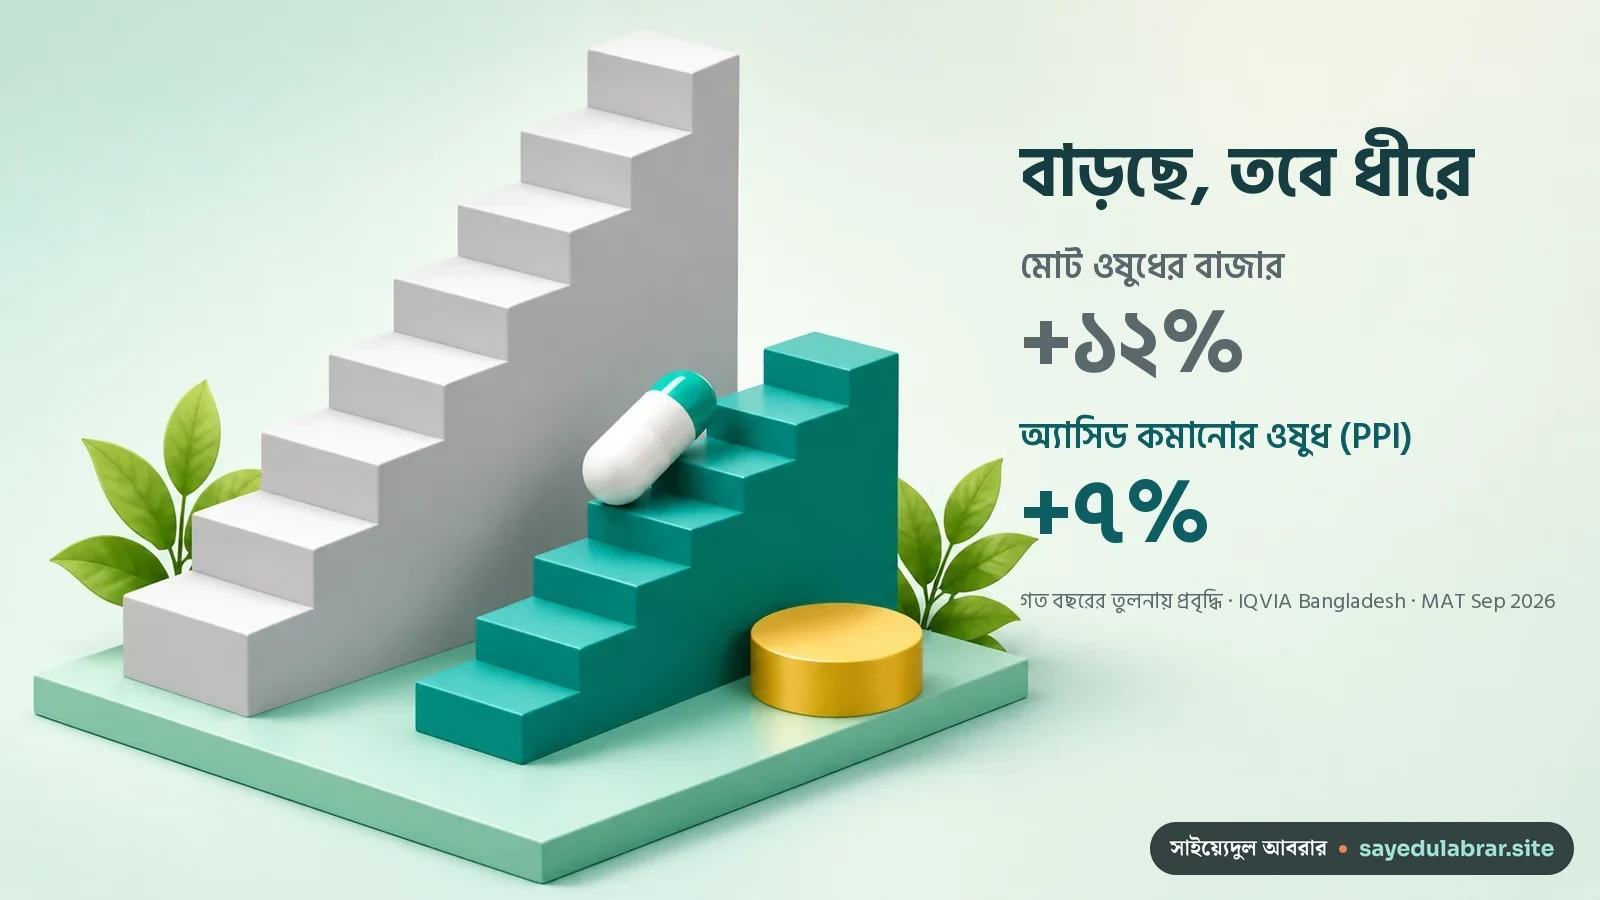 বাড়ছে, তবে ধীরে
মোট ওষুধের বাজার
+১২%
অ্যাসিড কমানোর ওষুধ (PPI)
+৭%
গত বছরের তুলনায় প্রবৃদ্ধি · IQVIA Bangladesh · MAT Sep 2026
সাইয়্যেদুল আবরার • sayedulabrar.site